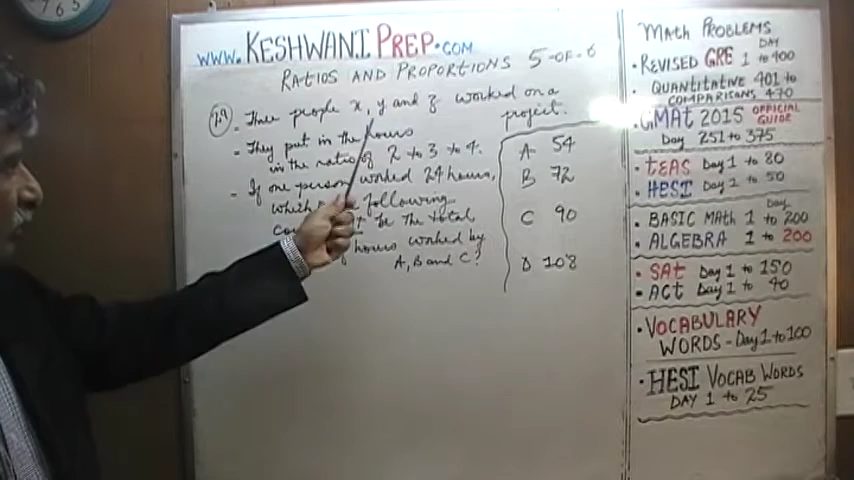 7 6 5
www.KESHWANIPREP.COM
RATIOS AND PROPORTIONS 5-OF-6
- Three people x, y and z worked on a
project.
- They put in the hours
in the ratio of 2 to 3 to 4.
- If one person worked 24 hours,
which following
be the total
hours worked by
A, B and C?
A 54
B 72
C 90
D 108
MATH PROBLEMS
DAY
• REVISED GRE 1 to 400
• QUANTITATIVE 401 to
COMPARISONS 470
• GMAT 2015 OFFICIAL GUIDE
Day 251 to 375
• TEAS Day 1 to 80
• HESI Day 1 to 50
Day
• BASIC MATH 1 to 200
• ALGEBRA 1 to 200
• SAT Day 1 to 150
• ACT Day 1 to 40
• VOCABULARY
WORDS - Day 1 to 100
• HESI VOCAB WORDS
DAY 1 to 25